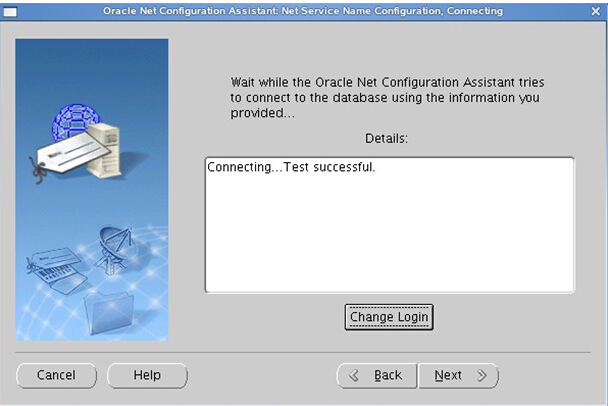 Oracle Net Configuration Assistant: Net Service Name Configuration, Connecting
Wait while the Oracle Net Configuration Assistant tries
to connect to the database using the information you
provided...
Details:
Connecting...Test successful.
Change Login
Cancel
Help
Back
Next